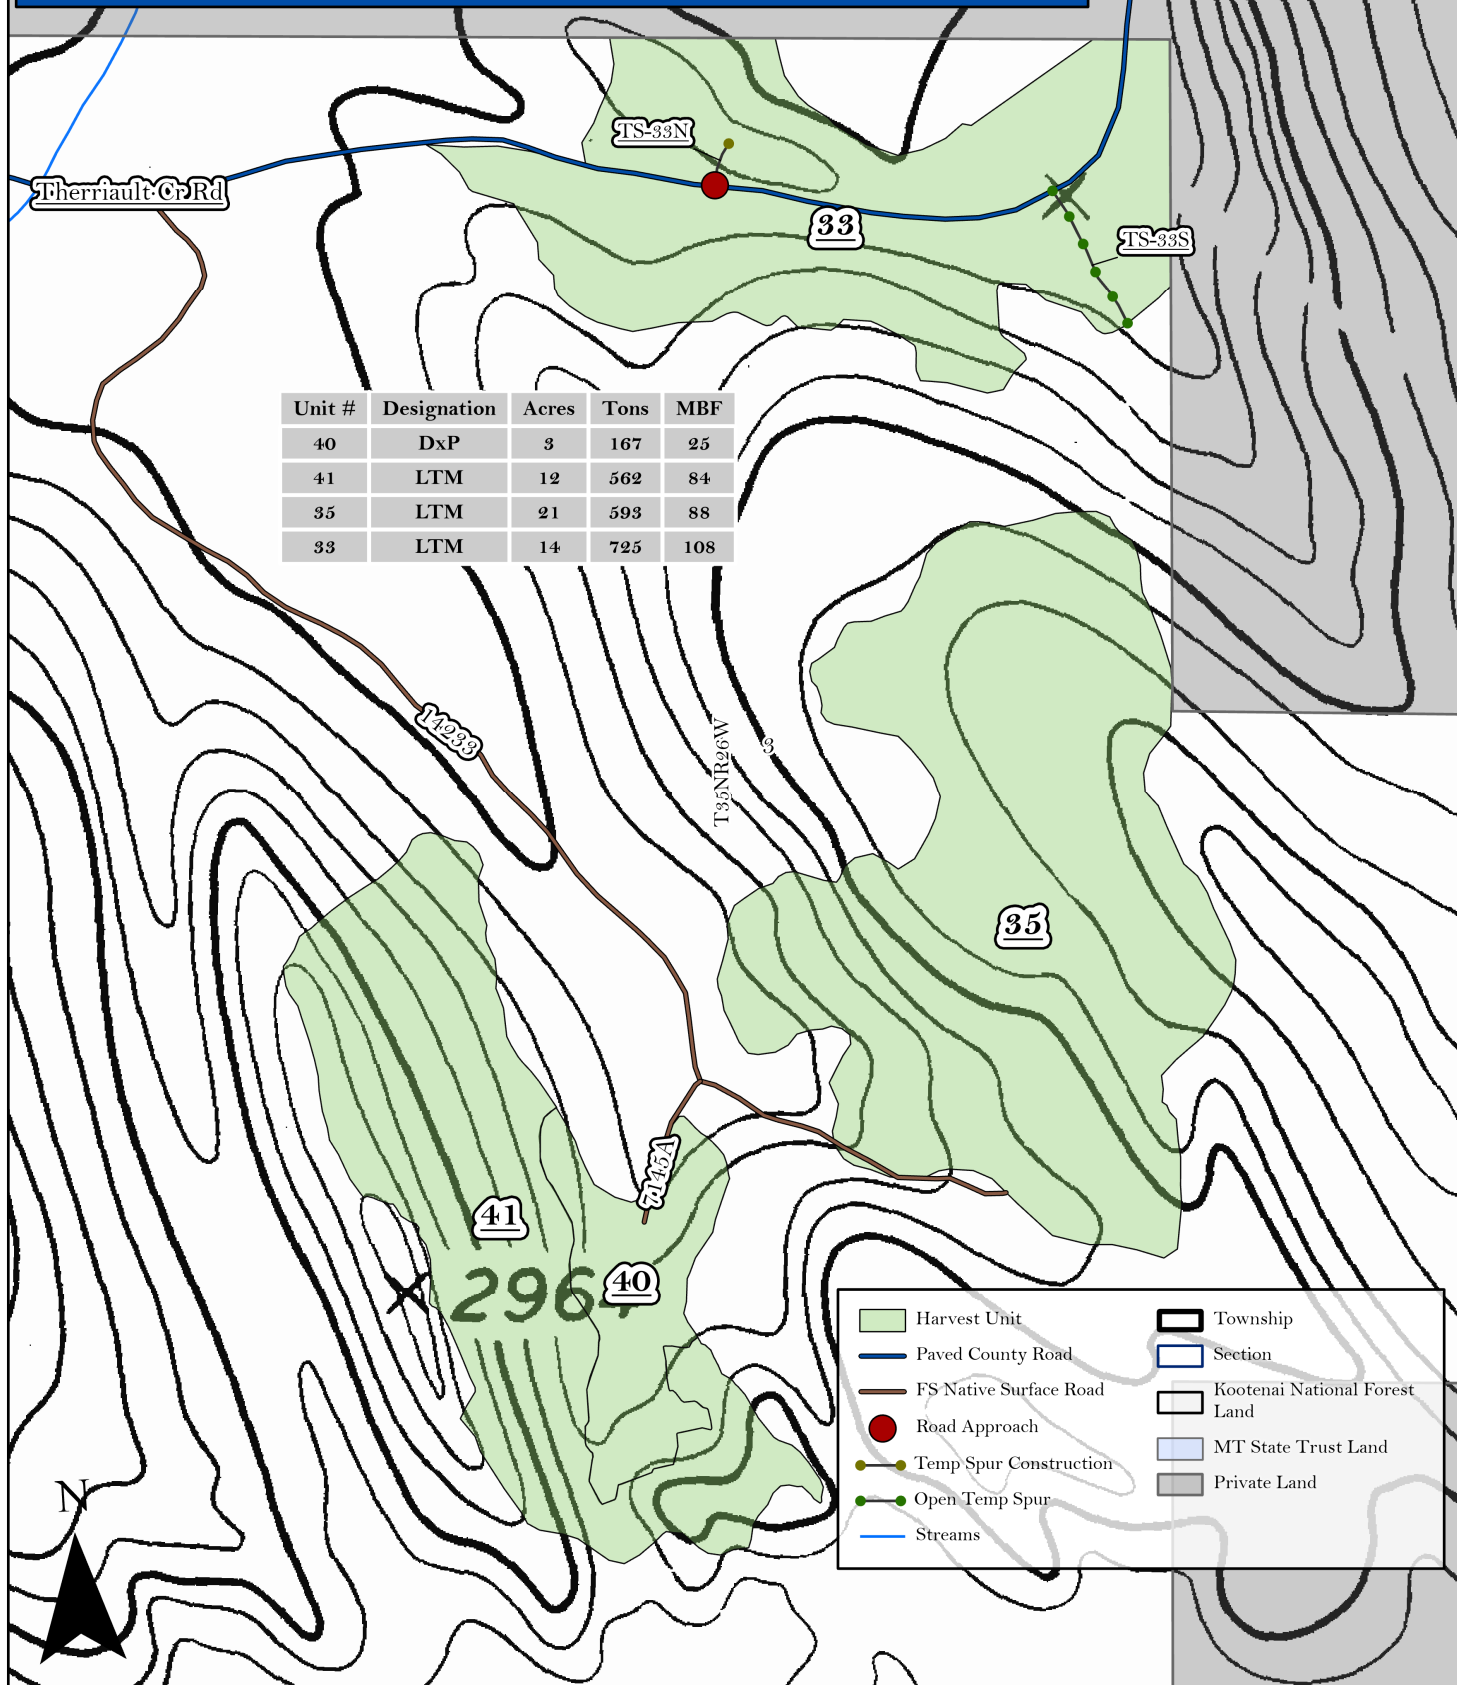 TS-33N
Therriault Cr Rd
33
TS-33S
Unit # Designation Acres Tons MBF
40 DxP 3 167 25
41 LTM 12 562 84
35 LTM 21 593 88
33 LTM 14 725 108
14233
T35NR26W
3
35
7145A
41
40
2964
Harvest Unit
Paved County Road
FS Native Surface Road
Road Approach
Temp Spur Construction
Open Temp Spur
Streams
Township
Section
Kootenai National Forest
Land
MT State Trust Land
Private Land
N